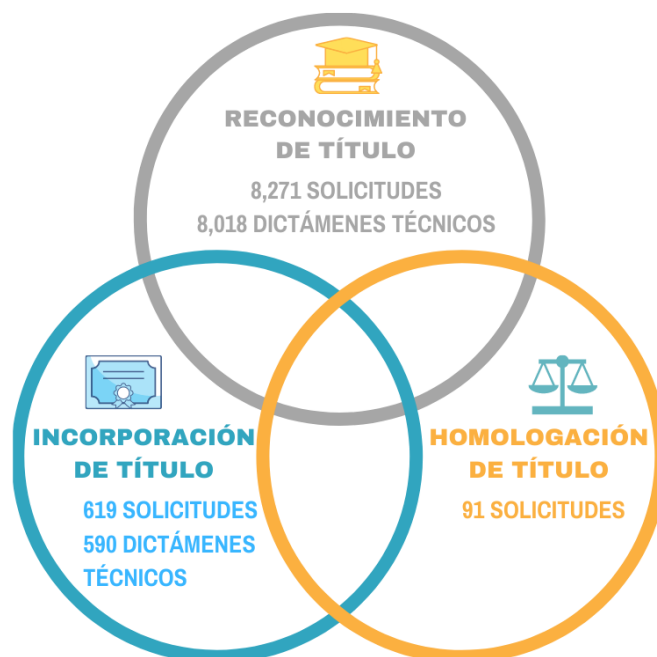 RECONOCIMIENTO
DE TÍTULO
8,271 SOLICITUDES
8,018 DICTÁMENES TÉCNICOS
INCORPORACIÓN
DE TÍTULO
619 SOLICITUDES
590 DICTÁMENES
TÉCNICOS
HOMOLOGACIÓN
DE TÍTULO
91 SOLICITUDES